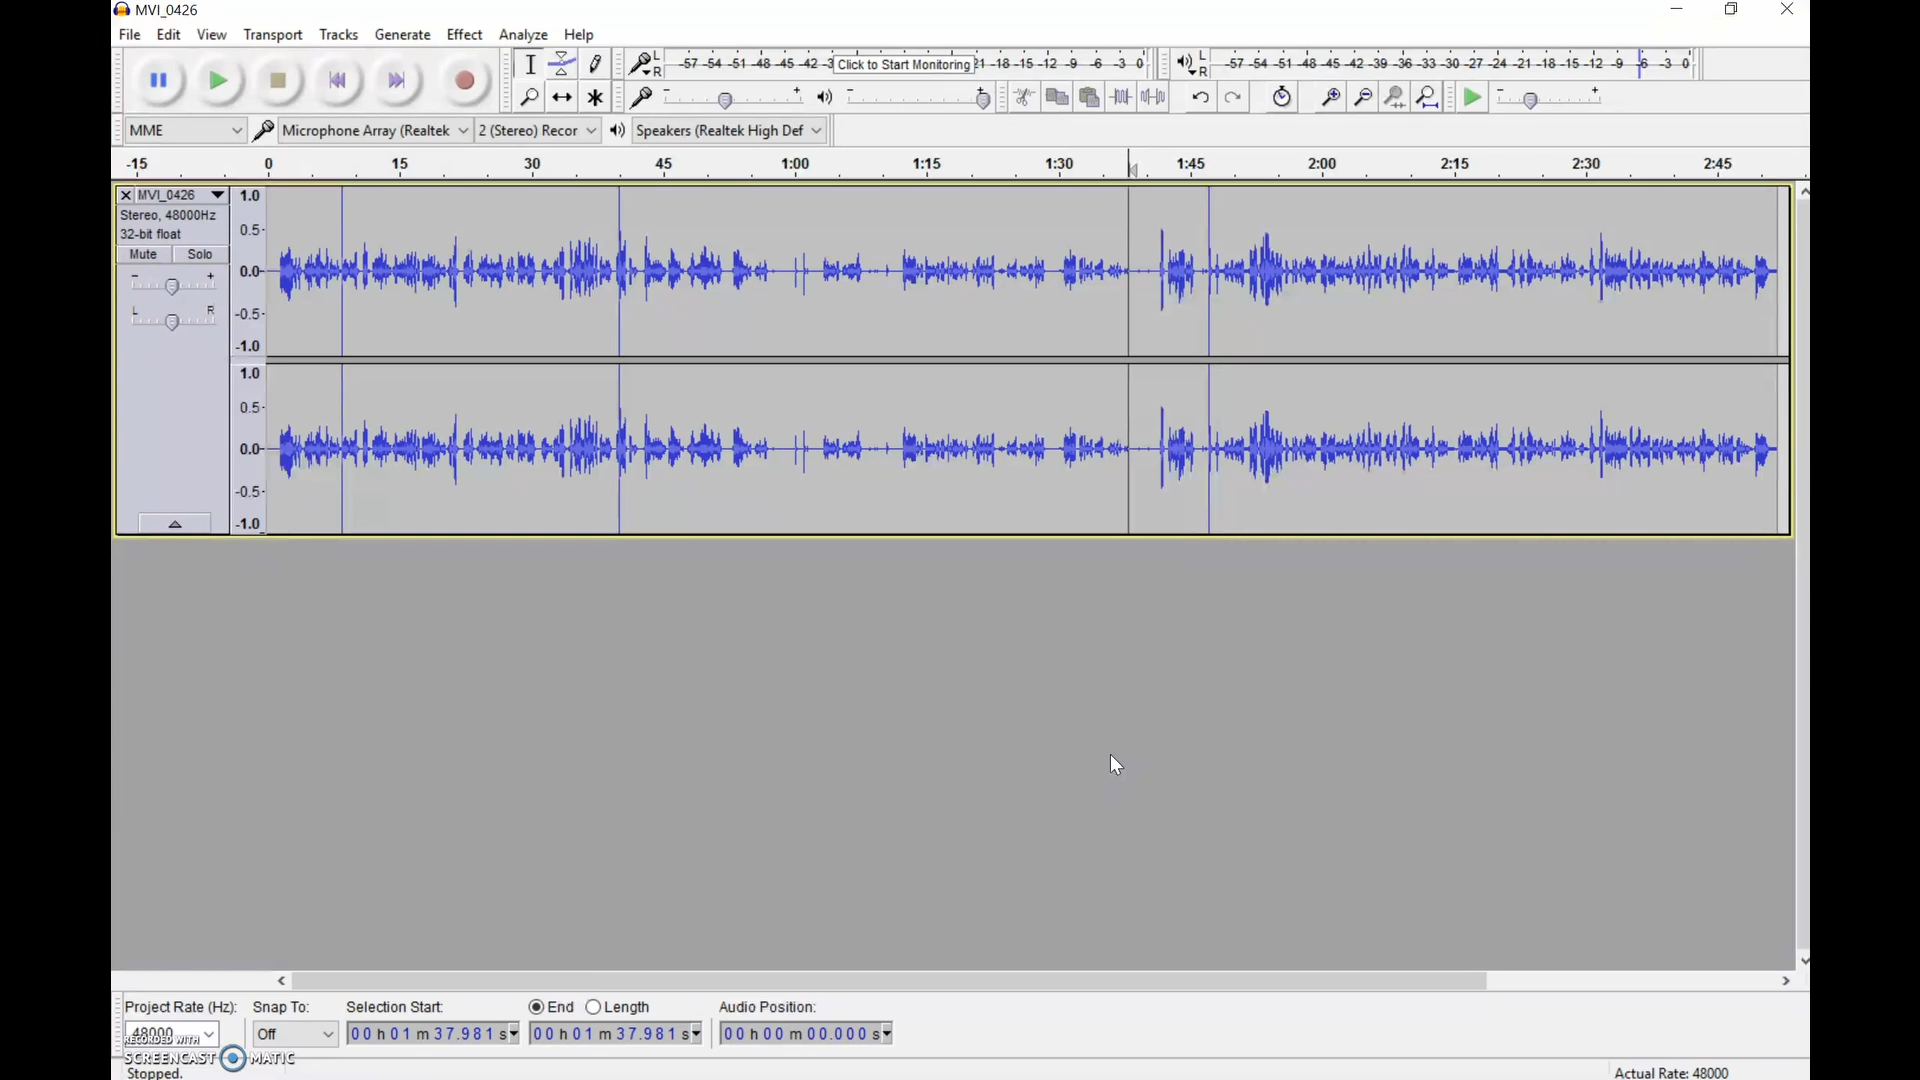 MVI_0426
File Edit View Transport Tracks Generate Effect Analyze Help
L R -57 -54 -51 -48 -45 -42 -3 Click to Start Monitoring 21 -18 -15 -12 -9 -6 -3 0 L R -57 -54 -51 -48 -45 -42 -39 -36 -33 -30 -27 -24 -21 -18 -15 -12 -9 -6 -3 0
- + - + - +
MME Microphone Array (Realtek 2 (Stereo) Recor Speakers (Realtek High Def
-15 0 15 30 45 1:00 1:15 1:30 1:45 2:00 2:15 2:30 2:45
MVI_0426 1.0
Stereo, 48000Hz 0.5
32-bit float
Mute Solo
- + 0.0
L R -0.5
-1.0
1.0
0.5
0.0
-0.5
-1.0
Project Rate (Hz): Snap To: Selection Start: End Length Audio Position:
48000 Off 00 h 01 m 37.981 s 00 h 01 m 37.981 s 00 h 00 m 00.000 s
RECORDED WITH
SCREENCAST MATIC
Stopped. Actual Rate: 48000